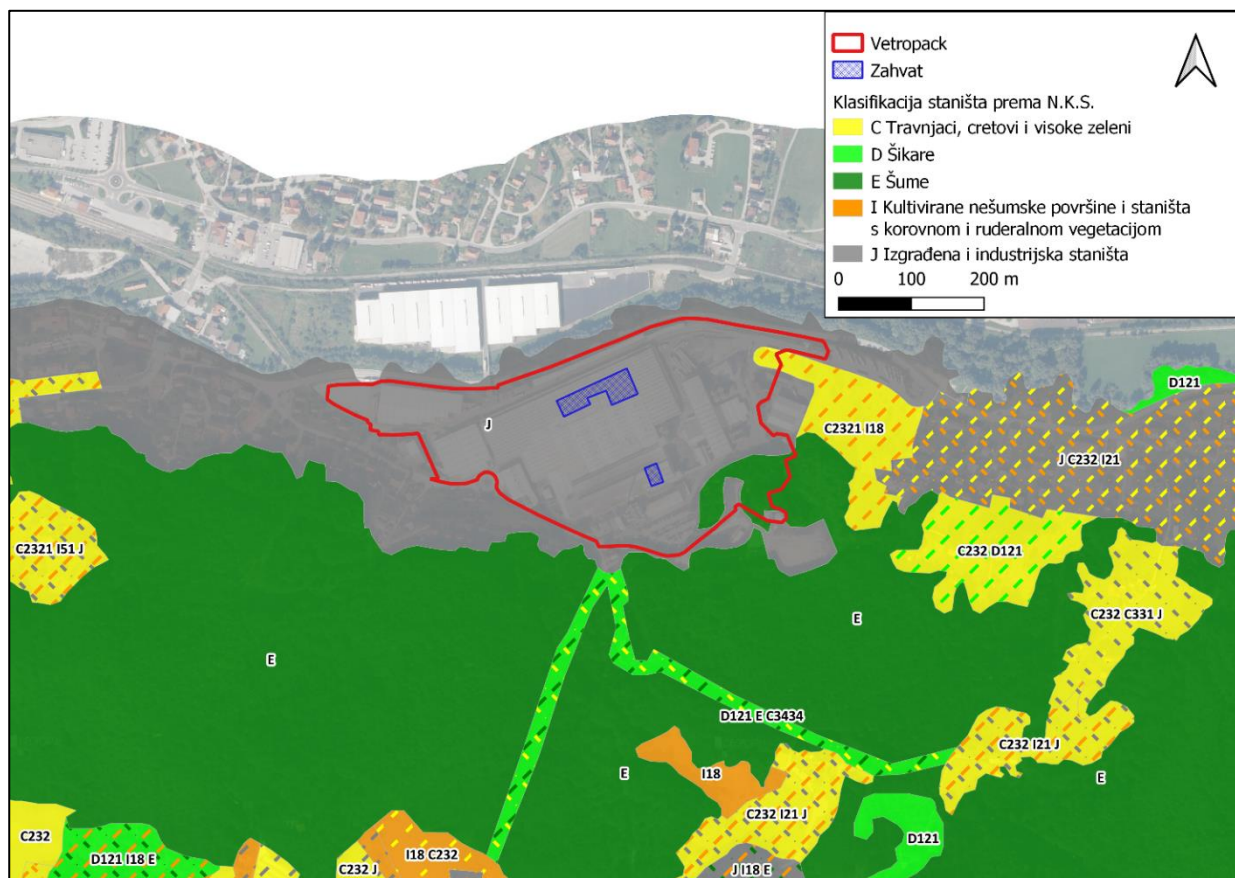 Vetropack
Zahvat
Klasifikacija staništa prema N.K.S.
C Travnjaci, cretovi i visoke zeleni
D Šikare
E Šume
I Kultivirane nešumske površine i staništa
s korovnom i ruderalnom vegetacijom
J Izgrađena i industrijska staništa
0 100 200 m
D121
J
C2321 I18
J C232 I21
C2321 I51 J
C232 D121
C232 C331 J
E
E
D121 E C3434
C232 I21 J
E
I18
E
C232 I21 J
C232
D121
I18 C232
D121 I18 E
C232 J
J I18 E